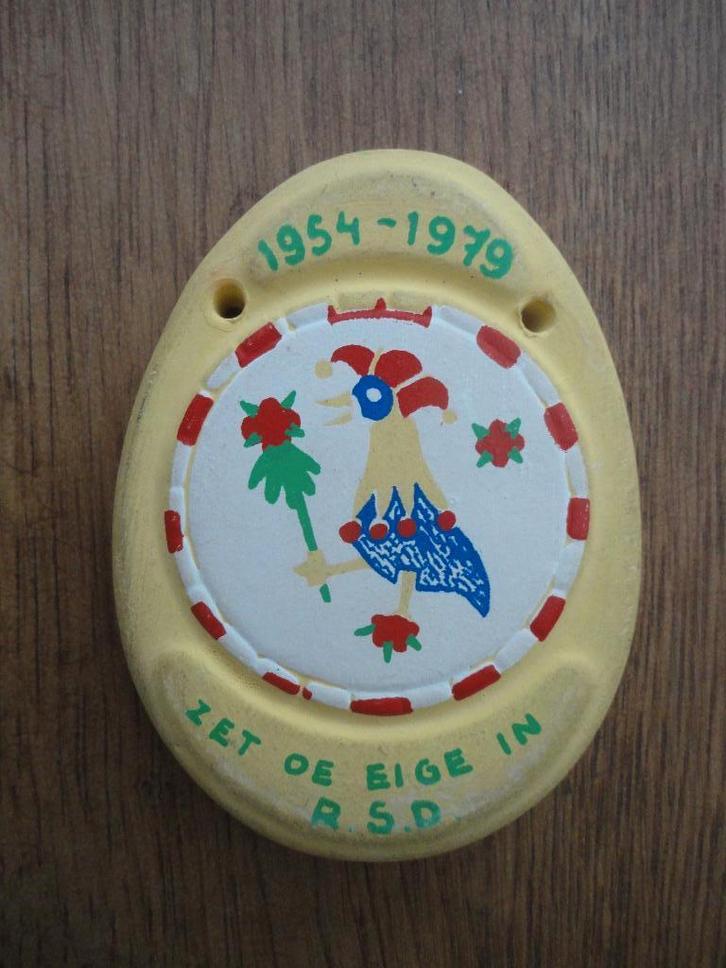 1954-1979
ZET OE EIGE IN
R.S.D.